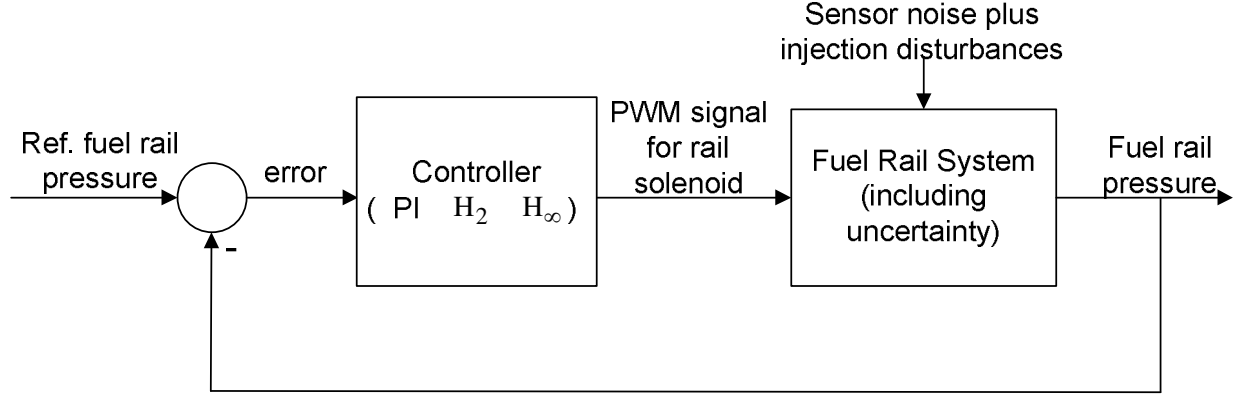 Sensor noise plus
injection disturbances
Ref. fuel rail
pressure
error
Controller
( PI H₂ H∞ )
PWM signal
for rail
solenoid
Fuel Rail System
(including
uncertainty)
Fuel rail
pressure
-